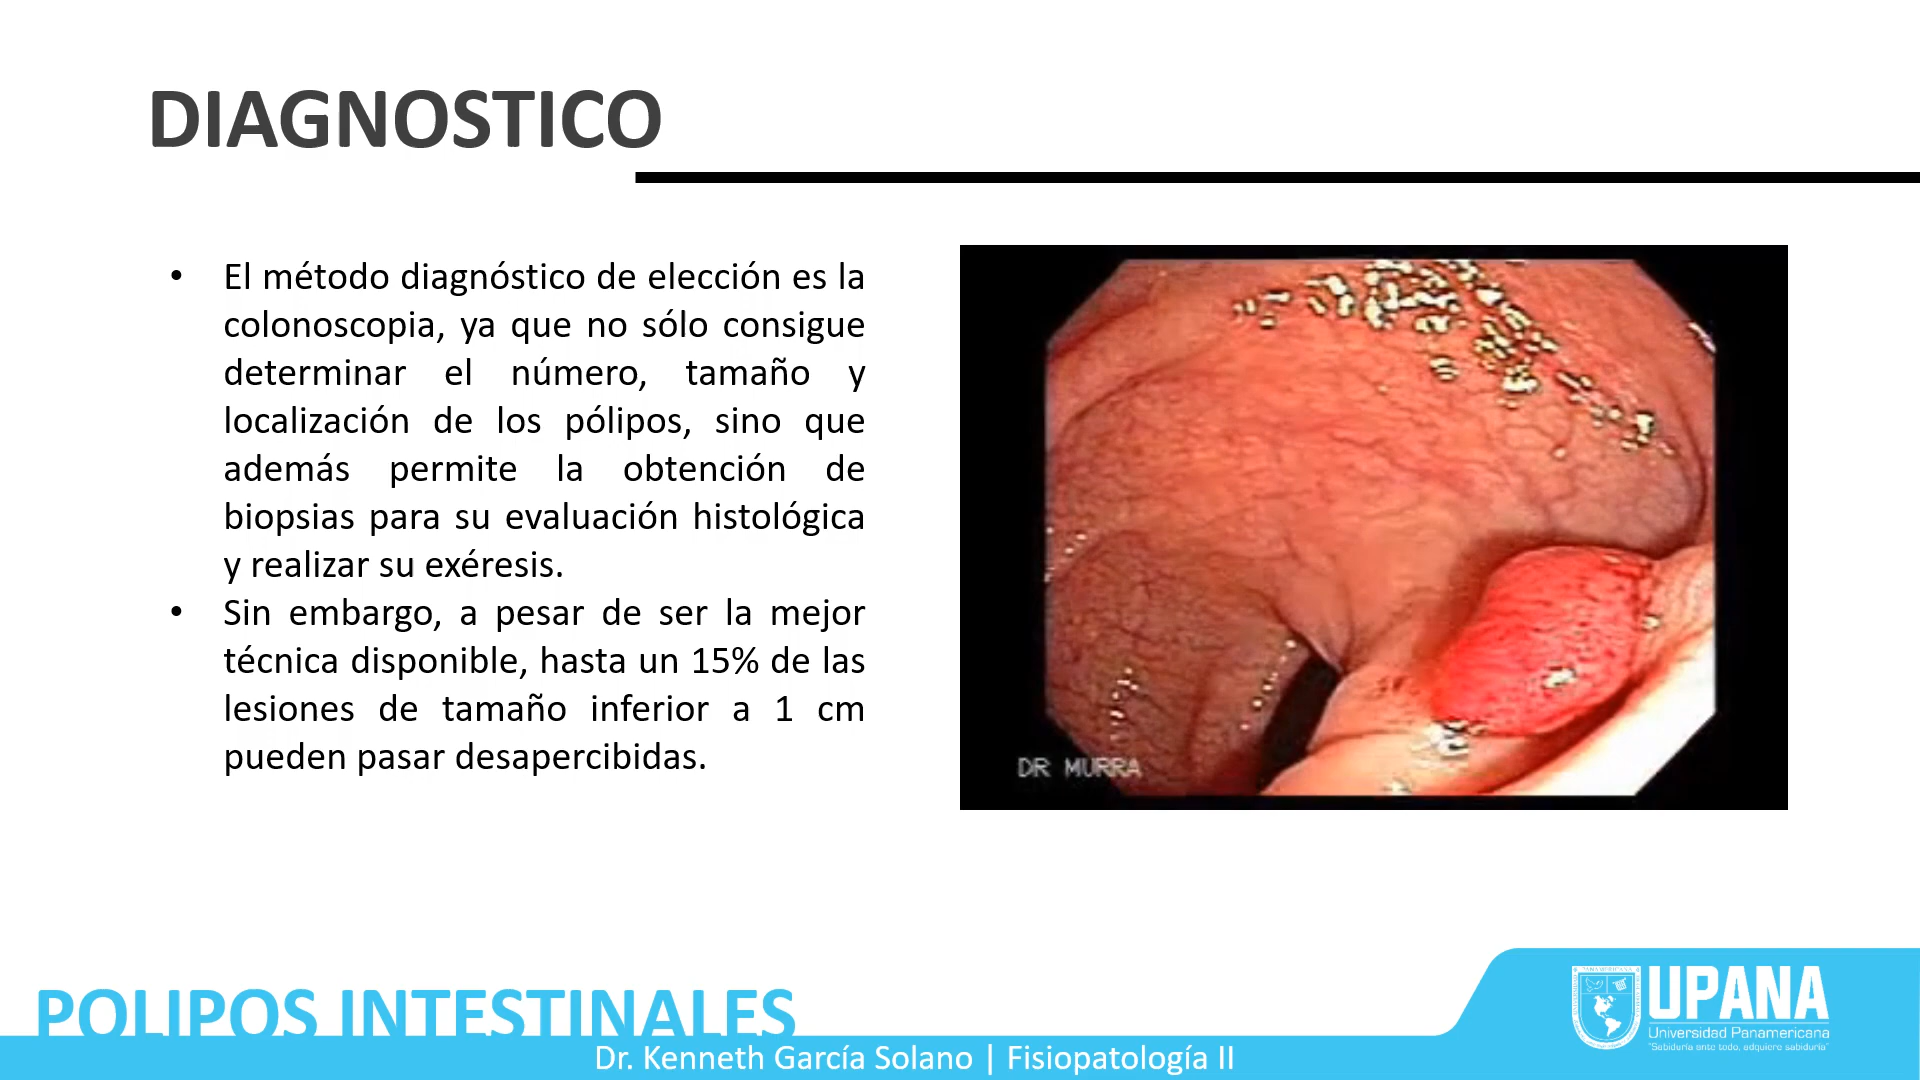 DIAGNOSTICO
• El método diagnóstico de elección es la
colonoscopia, ya que no sólo consigue
determinar el número, tamaño y
localización de los pólipos, sino que
además permite la obtención de
biopsias para su evaluación histológica
y realizar su exéresis.
• Sin embargo, a pesar de ser la mejor
técnica disponible, hasta un 15% de las
lesiones de tamaño inferior a 1 cm
pueden pasar desapercibidas.
DR MURRA
POLIPOS INTESTINALES
Dr. Kenneth García Solano | Fisiopatología II
UPANA
Universidad Panamericana
"Sabiduría ante todo, adquiere sabiduría"